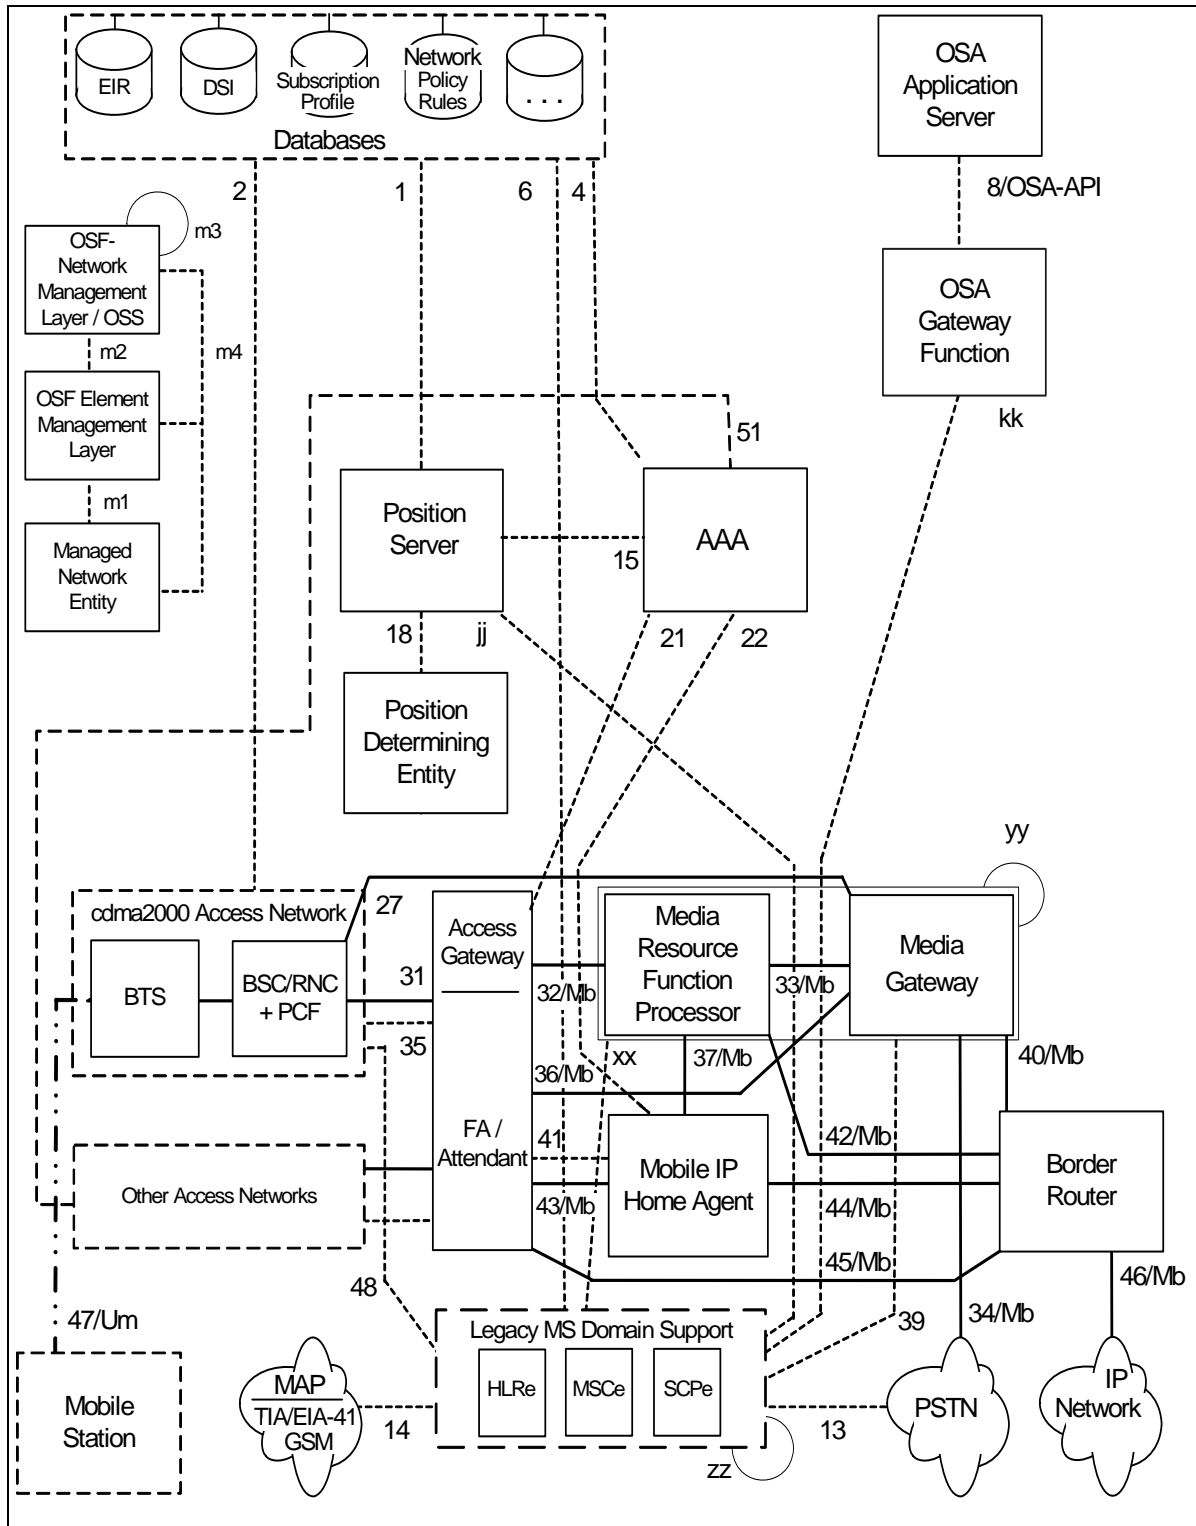 EIR
DSI
Subscription
Profile
Network
Policy
Rules
. . .
Databases
OSA
Application
Server
2
1
6
4
8/OSA-API
m3
OSF-
Network
Management
Layer / OSS
OSA
Gateway
Function
m2
m4
OSF Element
Management
Layer
kk
51
m1
Position
Server
AAA
15
Managed
Network
Entity
18
jj
21
22
Position
Determining
Entity
yy
cdma2000 Access Network
27
Access
Gateway
Media
Resource
Function
Processor
Media
Gateway
BTS
BSC/RNC
+ PCF
31
32/Mb
33/Mb
35
36/Mb
xx
37/Mb
40/Mb
FA /
Attendant
41
42/Mb
Other Access Networks
Mobile IP
Home Agent
Border
Router
43/Mb
44/Mb
45/Mb
46/Mb
48
47/Um
39
34/Mb
Legacy MS Domain Support
HLRe
MSCe
SCPe
Mobile
Station
MAP
TIA/EIA-41
GSM
14
13
PSTN
IP
Network
zz